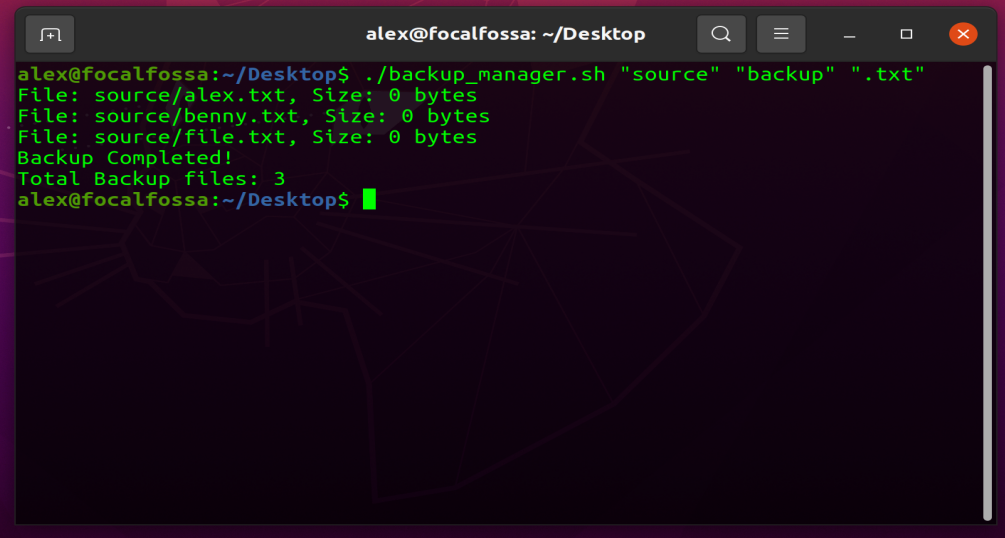 alex@focalfossa: ~/Desktop
alex@focalfossa:~/Desktop$ ./backup_manager.sh "source" "backup" ".txt"
File: source/alex.txt, Size: 0 bytes
File: source/benny.txt, Size: 0 bytes
File: source/file.txt, Size: 0 bytes
Backup Completed!
Total Backup files: 3
alex@focalfossa:~/Desktop$